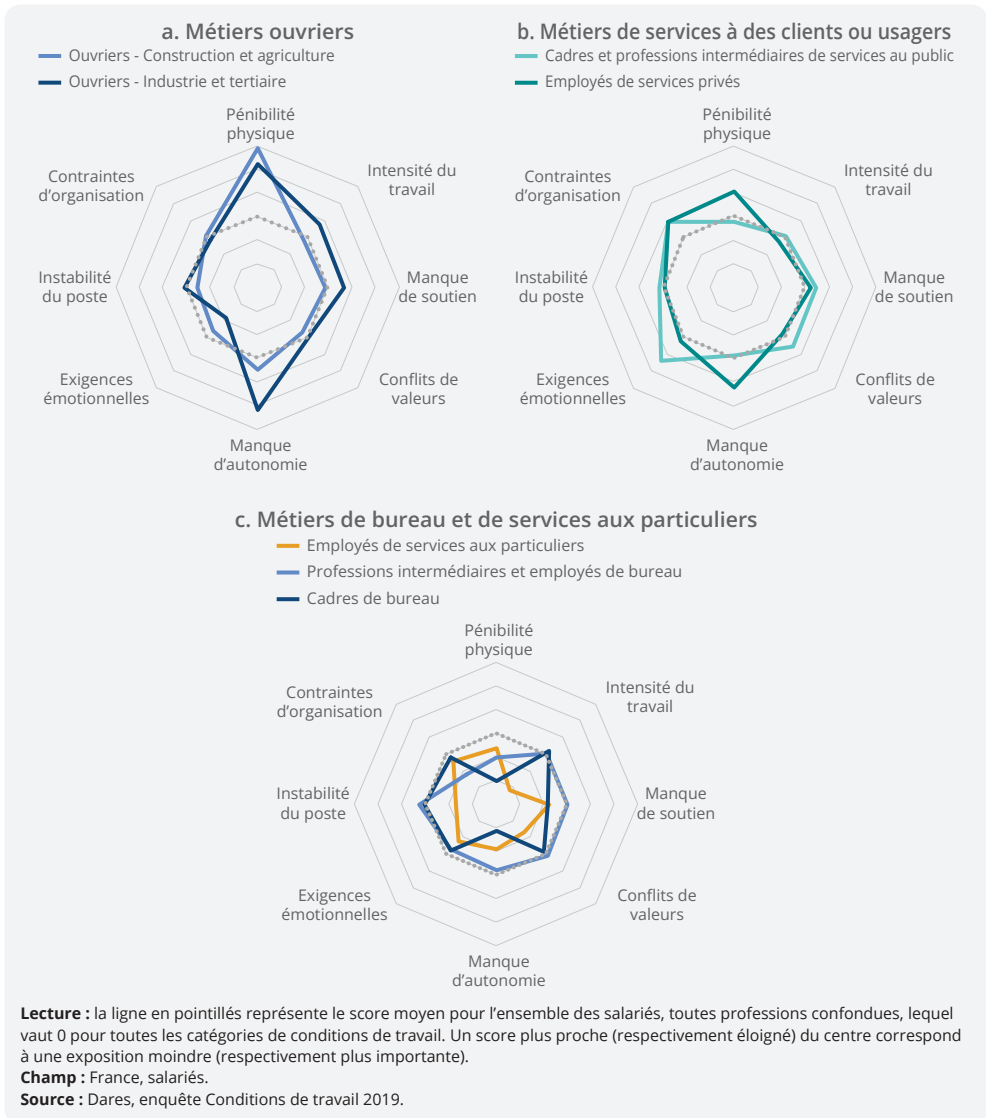 a. Métiers ouvriers
Ouvriers - Construction et agriculture
Ouvriers - Industrie et tertiaire
Pénibilité
physique
Intensité du
travail
Manque
de soutien
Conflits de
valeurs
Manque
d’autonomie
Exigences
émotionnelles
Instabilité
du poste
Contraintes
d’organisation
b. Métiers de services à des clients ou usagers
Cadres et professions intermédiaires de services au public
Employés de services privés
Pénibilité
physique
Intensité du
travail
Manque
de soutien
Conflits de
valeurs
Manque
d’autonomie
Exigences
émotionnelles
Instabilité
du poste
Contraintes
d’organisation
c. Métiers de bureau et de services aux particuliers
Employés de services aux particuliers
Professions intermédiaires et employés de bureau
Cadres de bureau
Pénibilité
physique
Intensité du
travail
Manque
de soutien
Conflits de
valeurs
Manque
d’autonomie
Exigences
émotionnelles
Instabilité
du poste
Contraintes
d’organisation
Lecture : la ligne en pointillés représente le score moyen pour l’ensemble des salariés, toutes professions confondues, lequel
vaut 0 pour toutes les catégories de conditions de travail. Un score plus proche (respectivement éloigné) du centre correspond
à une exposition moindre (respectivement plus importante).
Champ : France, salariés.
Source : Dares, enquête Conditions de travail 2019.